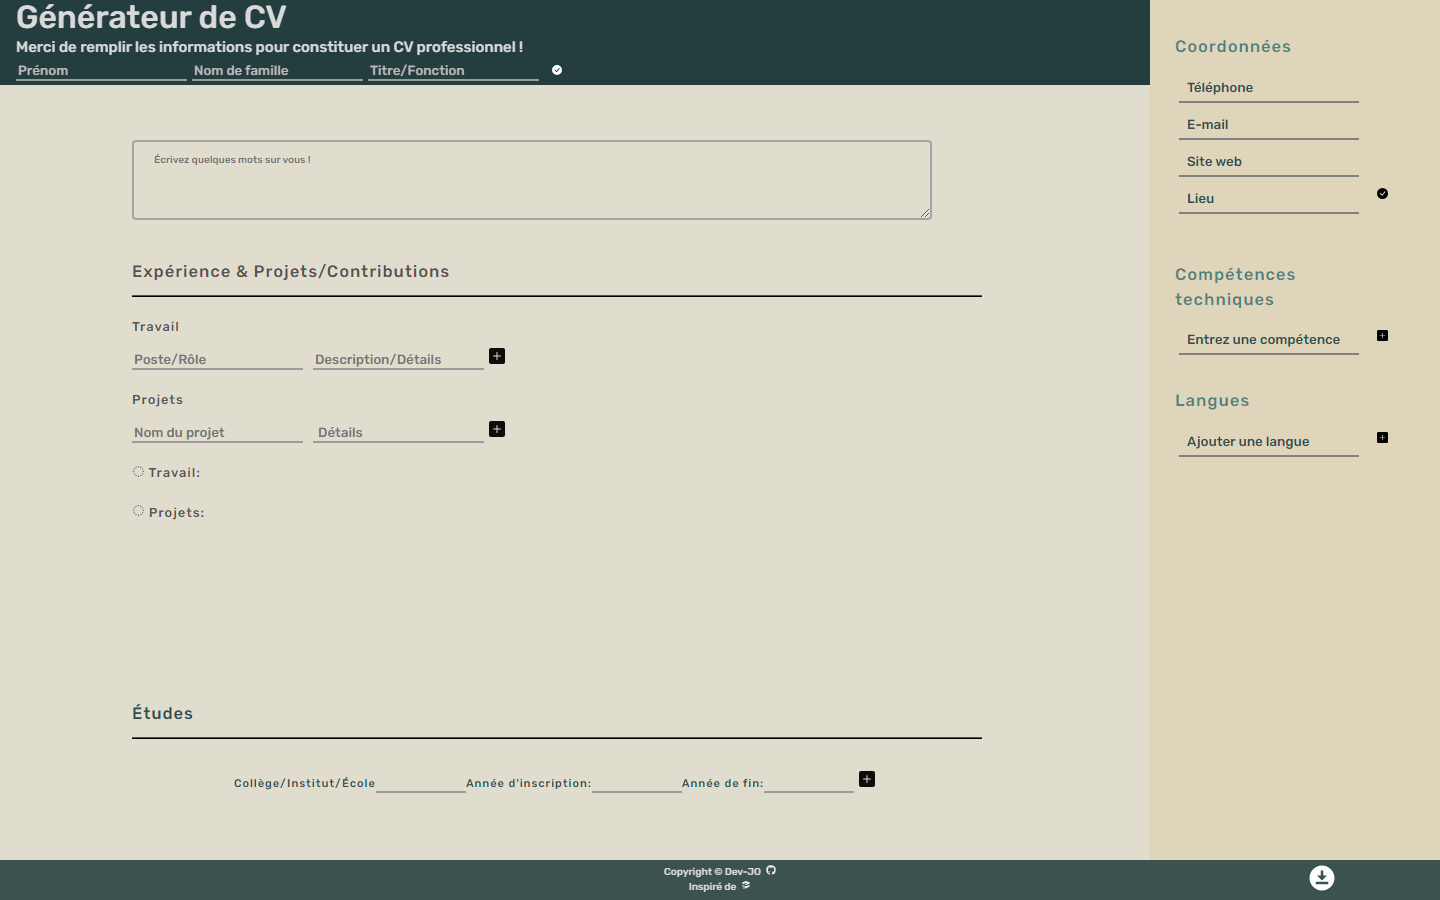 Générateur de CV
Merci de remplir les informations pour constituer un CV professionnel !
Prénom Nom de famille Titre/Fonction
Écrivez quelques mots sur vous !
Expérience & Projets/Contributions
Travail
Poste/Rôle Description/Détails
Projets
Nom du projet Détails
Travail:
Projets:
Études
Collège/Institut/École Année d'inscription: Année de fin:
Coordonnées
Téléphone
E-mail
Site web
Lieu
Compétences
techniques
Entrez une compétence
Langues
Ajouter une langue
Copyright © Dev-JO
Inspiré de